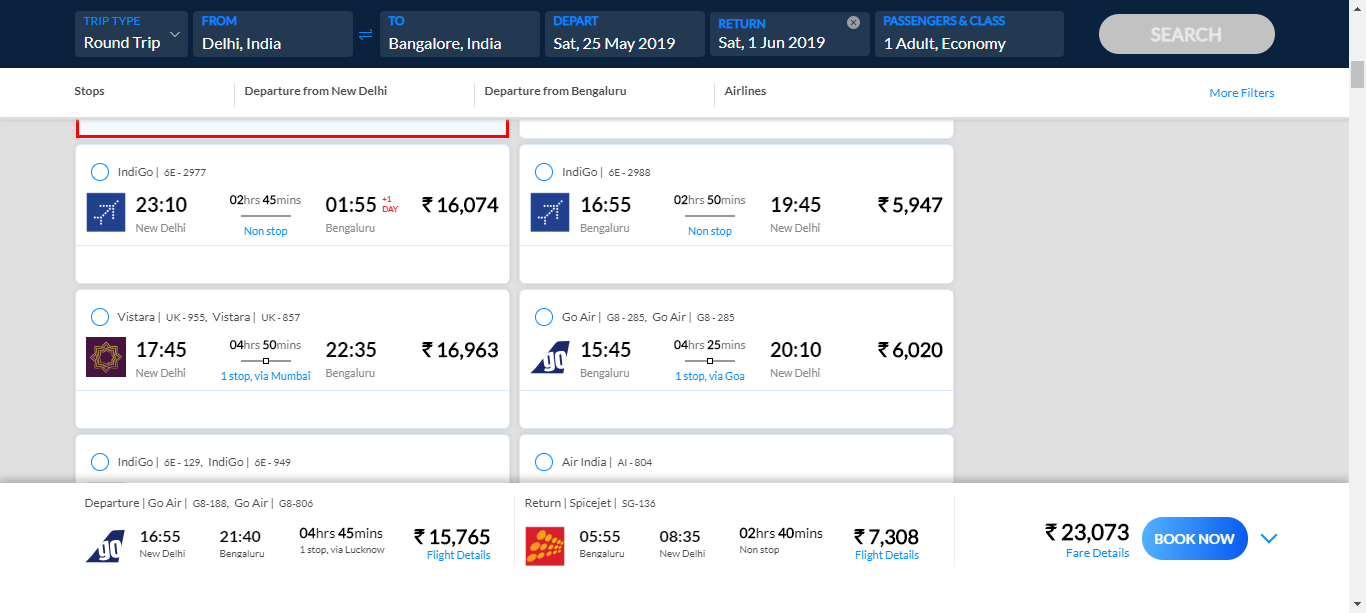 TRIP TYPE FROM TO DEPART RETURN PASSENGERS & CLASS
Round Trip Delhi, India Bangalore, India Sat, 25 May 2019 Sat, 1 Jun 2019 1 Adult, Economy SEARCH
Stops Departure from New Delhi Departure from Bengaluru Airlines More Filters
IndiGo | 6E - 2977
23:10 02hrs 45mins 01:55 +1 DAY ₹ 16,074
New Delhi Non stop Bengaluru
IndiGo | 6E - 2988
16:55 02hrs 50mins 19:45 ₹ 5,947
Bengaluru Non stop New Delhi
Vistara | UK - 955, Vistara | UK - 857
17:45 04hrs 50mins 22:35 ₹ 16,963
New Delhi 1 stop, via Mumbai Bengaluru
Go Air | G8 - 285, Go Air | G8 - 285
go 15:45 04hrs 25mins 20:10 ₹ 6,020
Bengaluru 1 stop, via Goa New Delhi
IndiGo | 6E - 129, IndiGo | 6E - 949
Air India | AI - 804
Departure | Go Air | G8-188, Go Air | G8-806
go 16:55 21:40 04hrs 45mins ₹ 15,765
New Delhi Bengaluru 1 stop, via Lucknow Flight Details
Return | Spicejet | SG-136
05:55 08:35 02hrs 40mins ₹ 7,308
Bengaluru New Delhi Non stop Flight Details
₹ 23,073
Fare Details
BOOK NOW